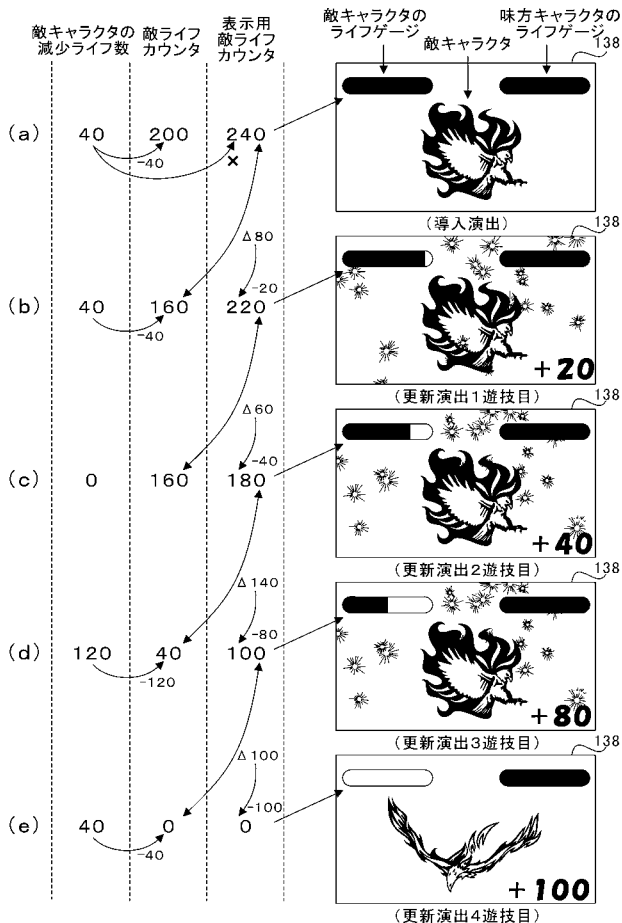 敵キャラクタの
減少ライフ数
敵ライフ
カウンタ
表示用
敵ライフ
カウンタ
敵キャラクタの
ライフゲージ
敵キャラクタ
味方キャラクタの
ライフゲージ
138
(a) 40 200 240
-40
×
(導入演出)
138
Δ80
-20
(b) 40 160 220
-40
+20
(更新演出1遊技目)
138
Δ60
-40
(c) 0 160 180
+40
(更新演出2遊技目)
138
Δ140
-80
(d) 120 40 100
-120
+80
(更新演出3遊技目)
138
Δ100
-100
(e) 40 0 0
-40
+100
(更新演出4遊技目)